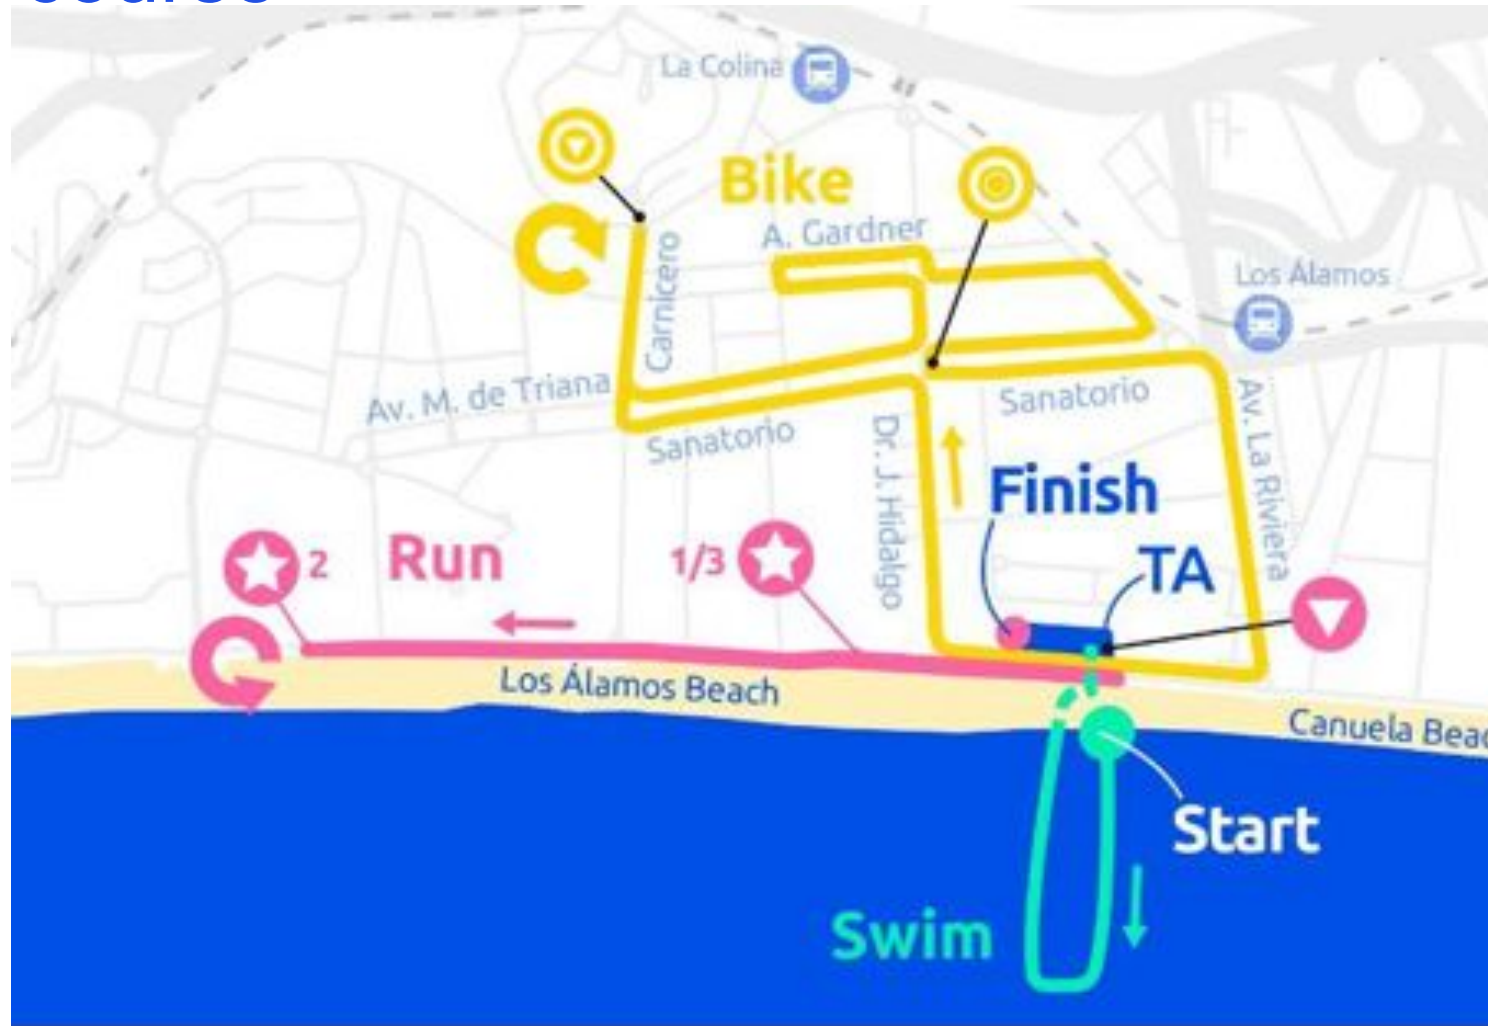 La Colina
Bike
A. Gardner
Los Álamos
Carnicero
Av. M. de Triana
Sanatorio
Sanatorio
Av. La Riviera
Dr. J. Hidalgo
Finish
TA
2
Run
1/3
Los Álamos Beach
Canuela Beac
Start
Swim